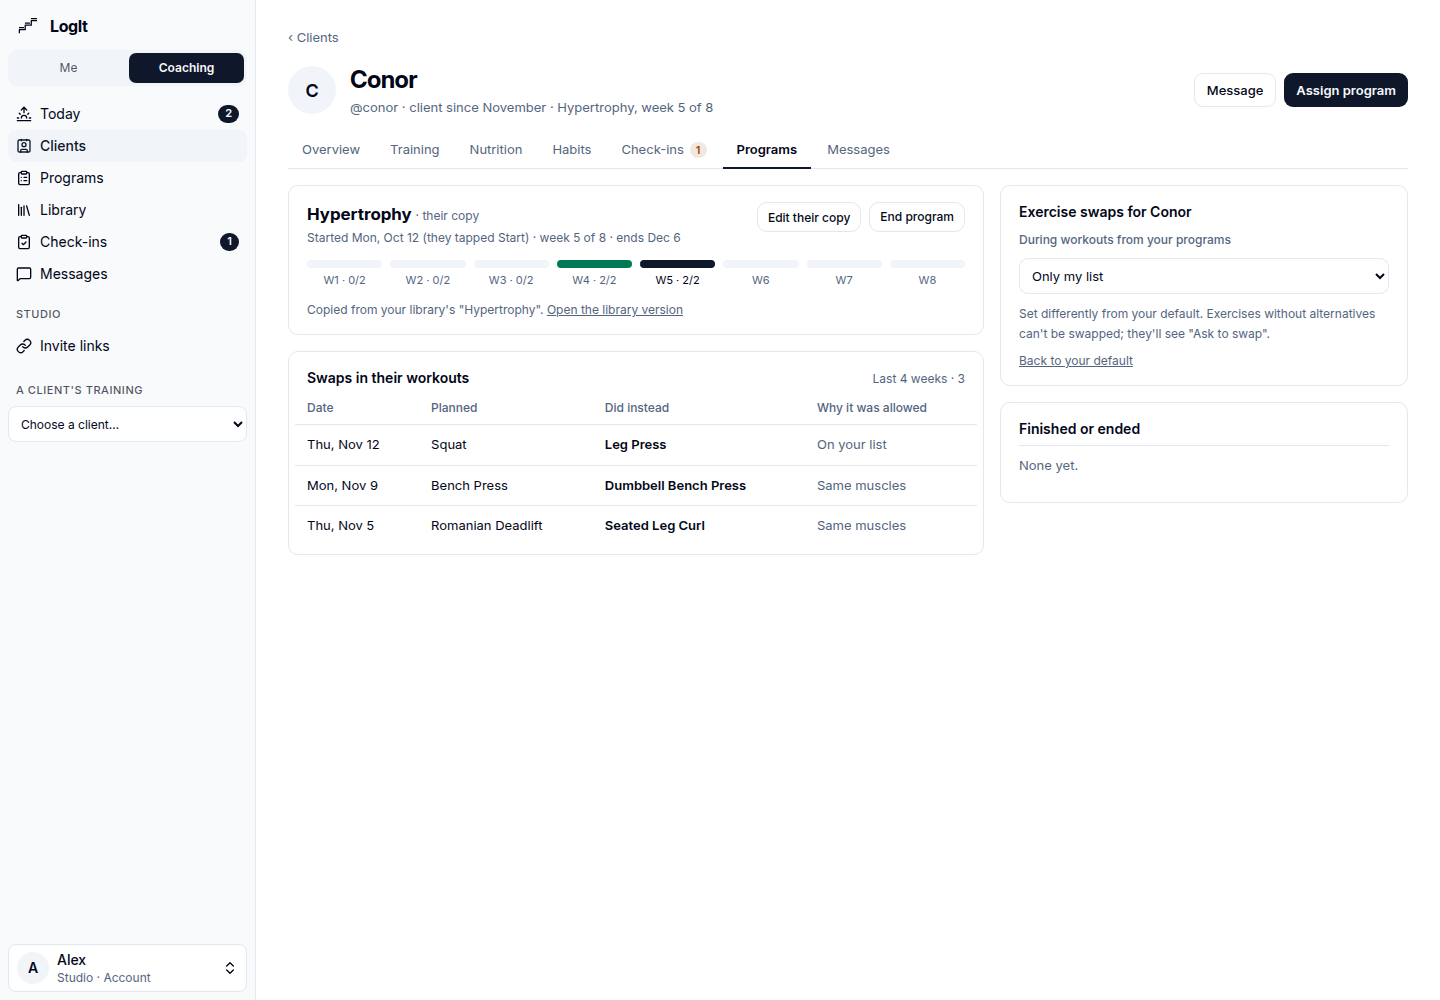 LogIt
Me
Coaching
Today
2
Clients
Programs
Library
Check-ins
1
Messages
STUDIO
Invite links
A CLIENT'S TRAINING
Choose a client...
A
Alex
Studio · Account
‹ Clients
C
Conor
@conor · client since November · Hypertrophy, week 5 of 8
Message
Assign program
Overview
Training
Nutrition
Habits
Check-ins 1
Programs
Messages
Hypertrophy · their copy
Edit their copy
End program
Started Mon, Oct 12 (they tapped Start) · week 5 of 8 · ends Dec 6
W1 · 0/2
W2 · 0/2
W3 · 0/2
W4 · 2/2
W5 · 2/2
W6
W7
W8
Copied from your library's "Hypertrophy". Open the library version
Swaps in their workouts
Last 4 weeks · 3
Date Planned Did instead Why it was allowed
Thu, Nov 12 Squat Leg Press On your list
Mon, Nov 9 Bench Press Dumbbell Bench Press Same muscles
Thu, Nov 5 Romanian Deadlift Seated Leg Curl Same muscles
Exercise swaps for Conor
During workouts from your programs
Only my list
Set differently from your default. Exercises without alternatives
can't be swapped; they'll see "Ask to swap".
Back to your default
Finished or ended
None yet.